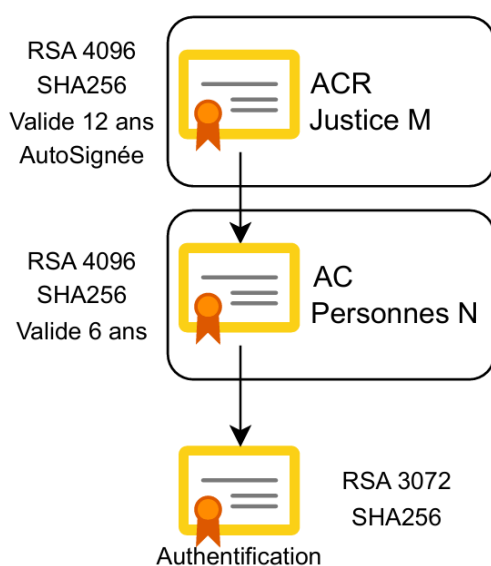 RSA 4096
SHA256
Valide 12 ans
AutoSignée
ACR
Justice M
RSA 4096
SHA256
Valide 6 ans
AC
Personnes N
RSA 3072
SHA256
Authentification